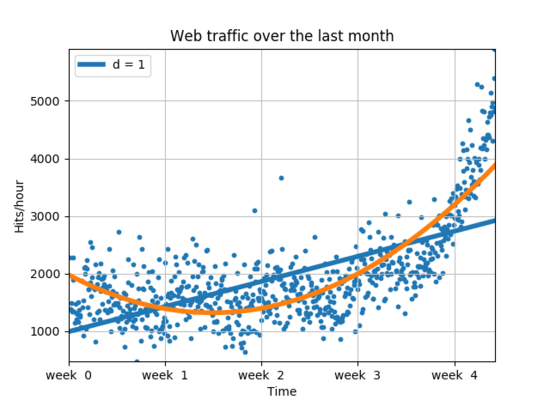 Web traffic over the last month
d = 1
5000
4000
3000
2000
1000
Hits/hour
week 0 week 1 week 2 week 3 week 4
Time